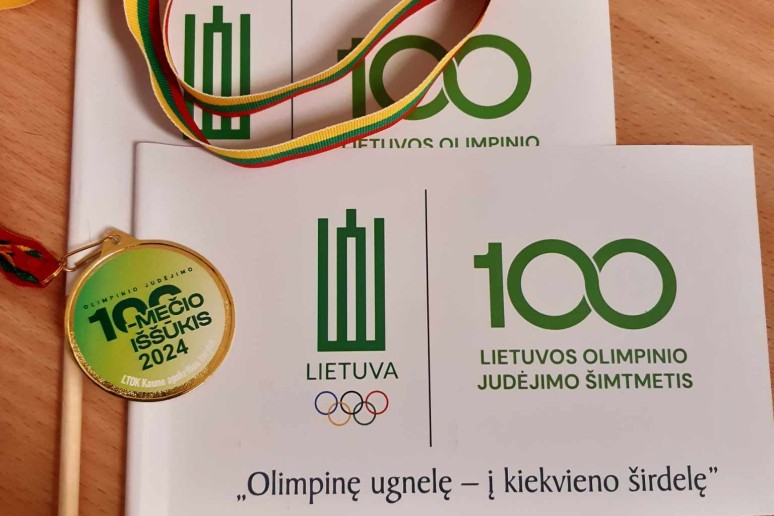 100
LIETUVOS OLIMPINIO
OLIMPINIO JUDĖJIMO
100-MEČIO
IŠŠŪKIS
2024
LTOK Kauno
LIETUVA
100
LIETUVOS OLIMPINIO
JUDĖJIMO ŠIMTMETIS
„Olimpinę ugnelę – į kiekvieno širdelę”